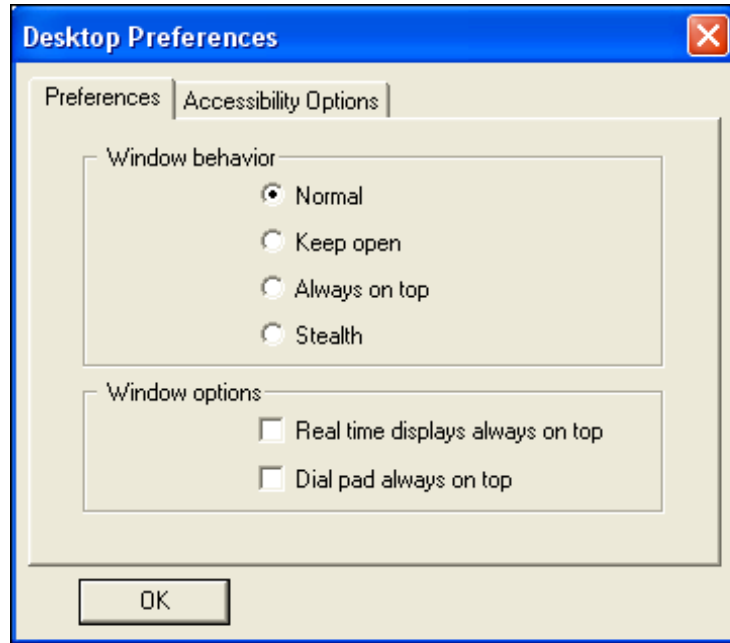 Desktop Preferences
Preferences
Accessibility Options
Window behavior
Normal
Keep open
Always on top
Stealth
Window options
Real time displays always on top
Dial pad always on top
OK